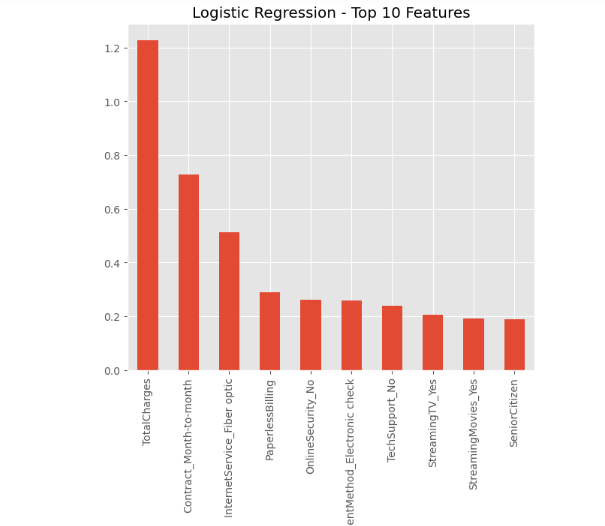 Logistic Regression - Top 10 Features
1.2
1.0
0.8
0.6
0.4
0.2
0.0
TotalCharges
Contract_Month-to-month
InternetService_Fiber optic
PaperlessBilling
OnlineSecurity_No
entMethod_Electronic check
TechSupport_No
StreamingTV_Yes
StreamingMovies_Yes
SeniorCitizen